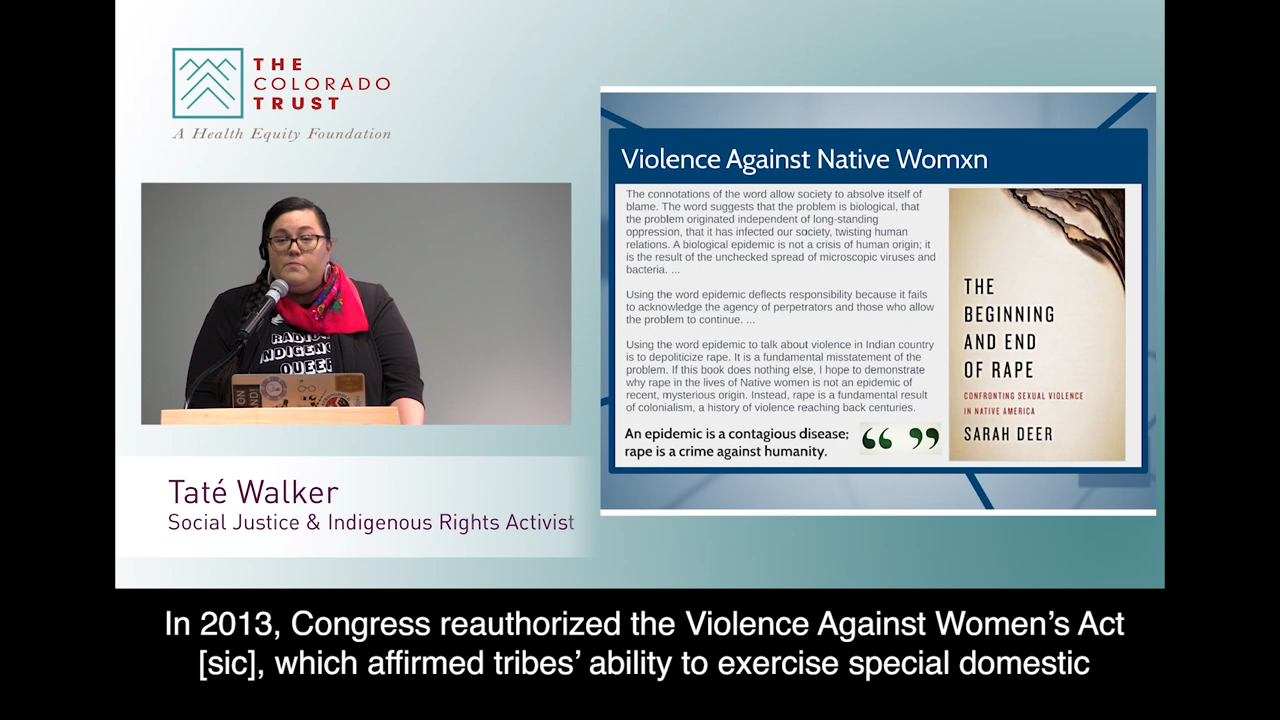 THE
COLORADO
TRUST
A Health Equity Foundation
RADIC
INDIGENO
QUEER
Taté Walker
Social Justice & Indigenous Rights Activist
Violence Against Native Womxn
The connotations of the word allow society to absolve itself of
blame. The word suggests that the problem is biological, that
the problem originated independent of long-standing
oppression, that it has infected our society, twisting human
relations. A biological epidemic is not a crisis of human origin; it
is the result of the unchecked spread of microscopic viruses and
bacteria. ...
Using the word epidemic deflects responsibility because it fails
to acknowledge the agency of perpetrators and those who allow
the problem to continue. ...
Using the word epidemic to talk about violence in Indian country
is to depoliticize rape. It is a fundamental misstatement of the
problem. If this book does nothing else, I hope to demonstrate
why rape in the lives of Native women is not an epidemic of
recent, mysterious origin. Instead, rape is a fundamental result
of colonialism, a history of violence reaching back centuries.
An epidemic is a contagious disease;
rape is a crime against humanity.
“ ”
THE
BEGINNING
AND END
OF RAPE
CONFRONTING SEXUAL VIOLENCE
IN NATIVE AMERICA
SARAH DEER
In 2013, Congress reauthorized the Violence Against Women’s Act
[sic], which affirmed tribes’ ability to exercise special domestic